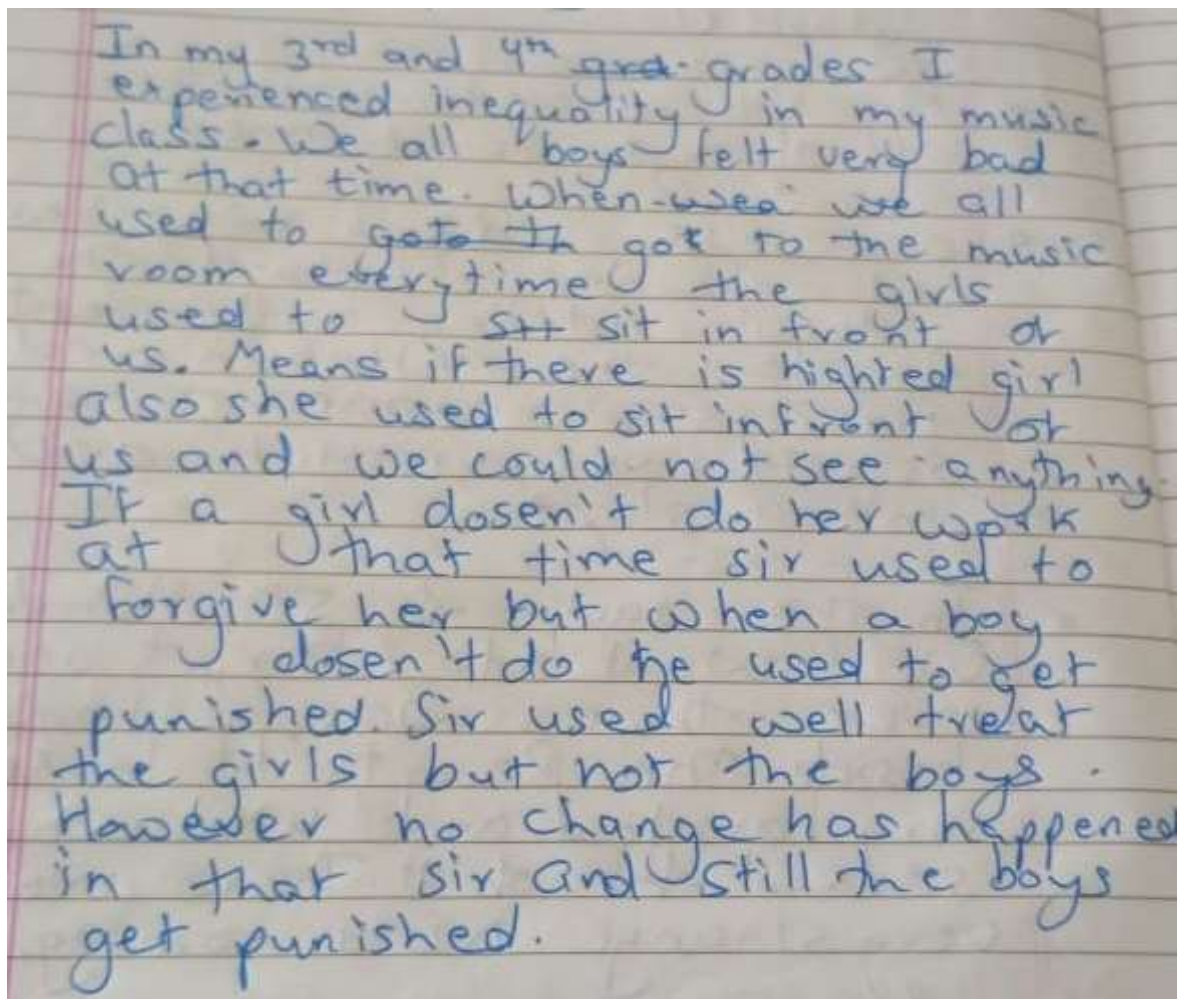 In my 3rd and 4th grd. grades I
experienced inequality in my music
class. We all boys felt very bad
at that time. When we all
used to goto th got to the music
room everytime the girls
used to sit sit in front of
us. Means if there is highted girl
also she used to sit infront of
us and we could not see anything.
If a girl dosen't do her work
at that time sir used to
forgive her but when a boy
dosen't do he used to get
punished. Sir used well treat
the girls but not the boys.
However no change has happened
in that sir and still the boys
get punished.